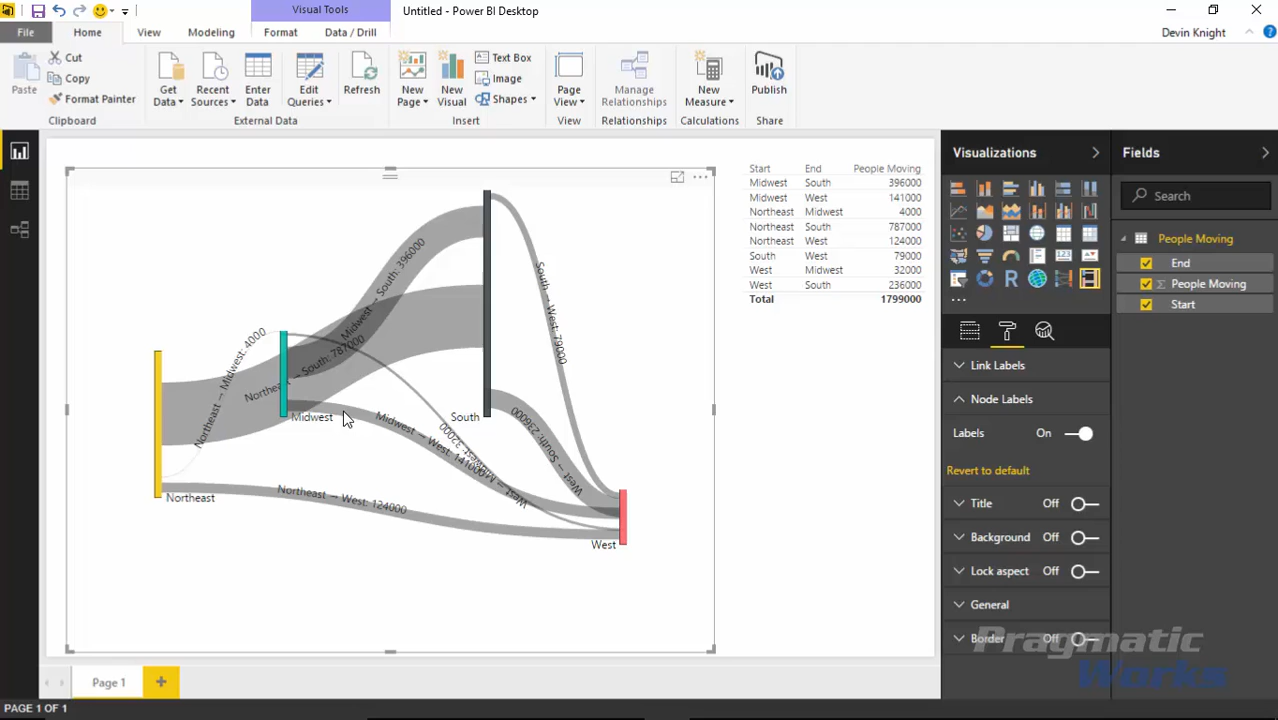 Visual Tools
Untitled - Power BI Desktop
File
Home
View
Modeling
Format
Data / Drill
Devin Knight
Paste
Cut
Copy
Format Painter
Clipboard
Get Data
Recent Sources
Enter Data
Edit Queries
Refresh
External Data
New Page
New Visual
Text Box
Image
Shapes
Insert
Page View
View
Manage Relationships
Relationships
New Measure
Calculations
Publish
Share
Northeast → Midwest: 4000
Northeast → South: 787000
Midwest → South: 396000
South → West: 79000
Midwest → West: 141000
West → Midwest: 32000
West → South: 236000
Northeast → West: 124000
Midwest
South
Northeast
West
Start End People Moving
Midwest South 396000
Midwest West 141000
Northeast Midwest 4000
Northeast South 787000
Northeast West 124000
South West 79000
West Midwest 32000
West South 236000
Total 1799000
Visualizations
R
Link Labels
Node Labels
Labels On
Revert to default
Title Off
Background Off
Lock aspect Off
General
Border Off
Fields
Search
People Moving
End
Σ People Moving
Start
Pragmatic
Works
Page 1
PAGE 1 OF 1